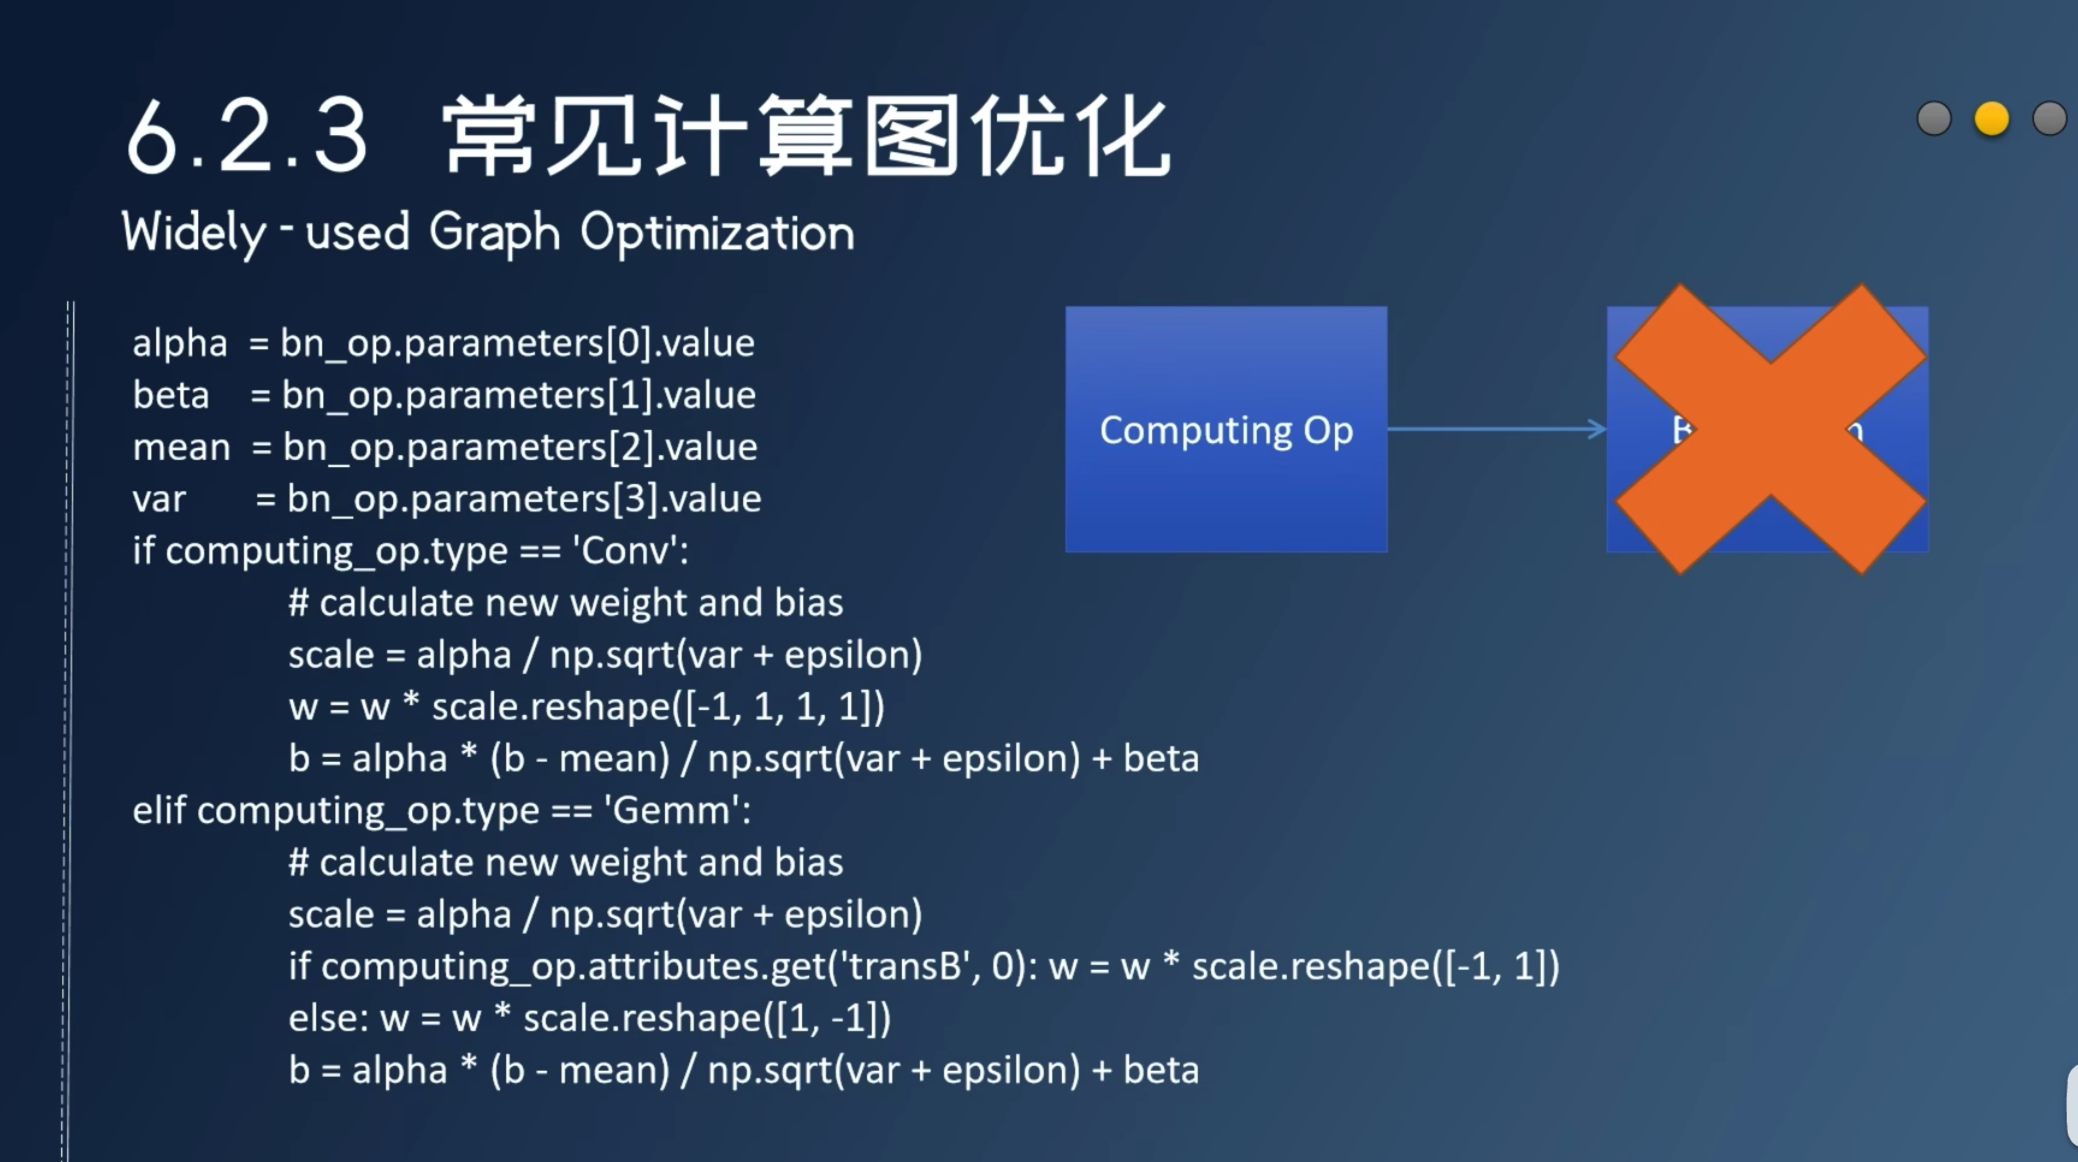 6.2.3 常见计算图优化
Widely-used Graph Optimization
alpha = bn_op.parameters[0].value
beta = bn_op.parameters[1].value
mean = bn_op.parameters[2].value
var = bn_op.parameters[3].value
if computing_op.type == 'Conv':
# calculate new weight and bias
scale = alpha / np.sqrt(var + epsilon)
w = w * scale.reshape([-1, 1, 1, 1])
b = alpha * (b - mean) / np.sqrt(var + epsilon) + beta
elif computing_op.type == 'Gemm':
# calculate new weight and bias
scale = alpha / np.sqrt(var + epsilon)
if computing_op.attributes.get('transB', 0): w = w * scale.reshape([-1, 1])
else: w = w * scale.reshape([1, -1])
b = alpha * (b - mean) / np.sqrt(var + epsilon) + beta
Computing Op